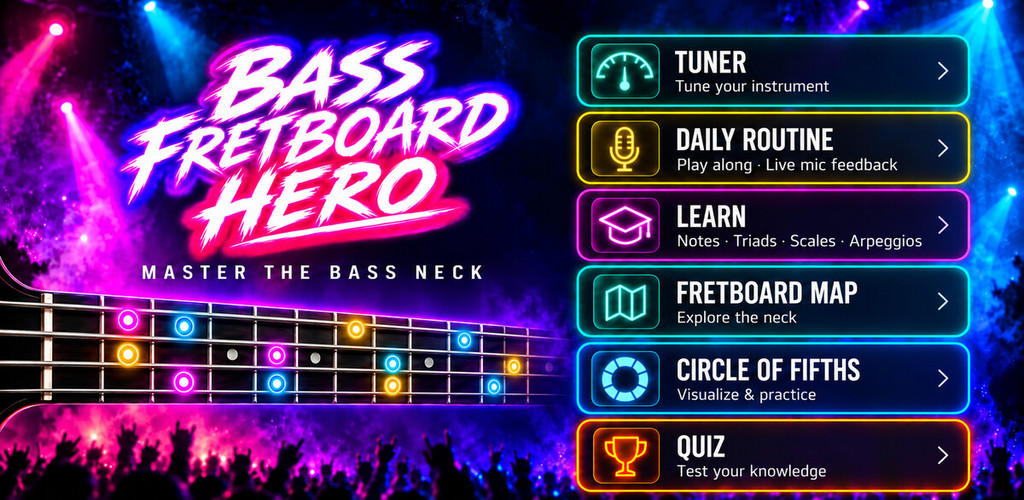 BASS
FRETBOARD
HERO
MASTER THE BASS NECK
TUNER
Tune your instrument
DAILY ROUTINE
Play along · Live mic feedback
LEARN
Notes · Triads · Scales · Arpeggios
FRETBOARD MAP
Explore the neck
CIRCLE OF FIFTHS
Visualize & practice
QUIZ
Test your knowledge